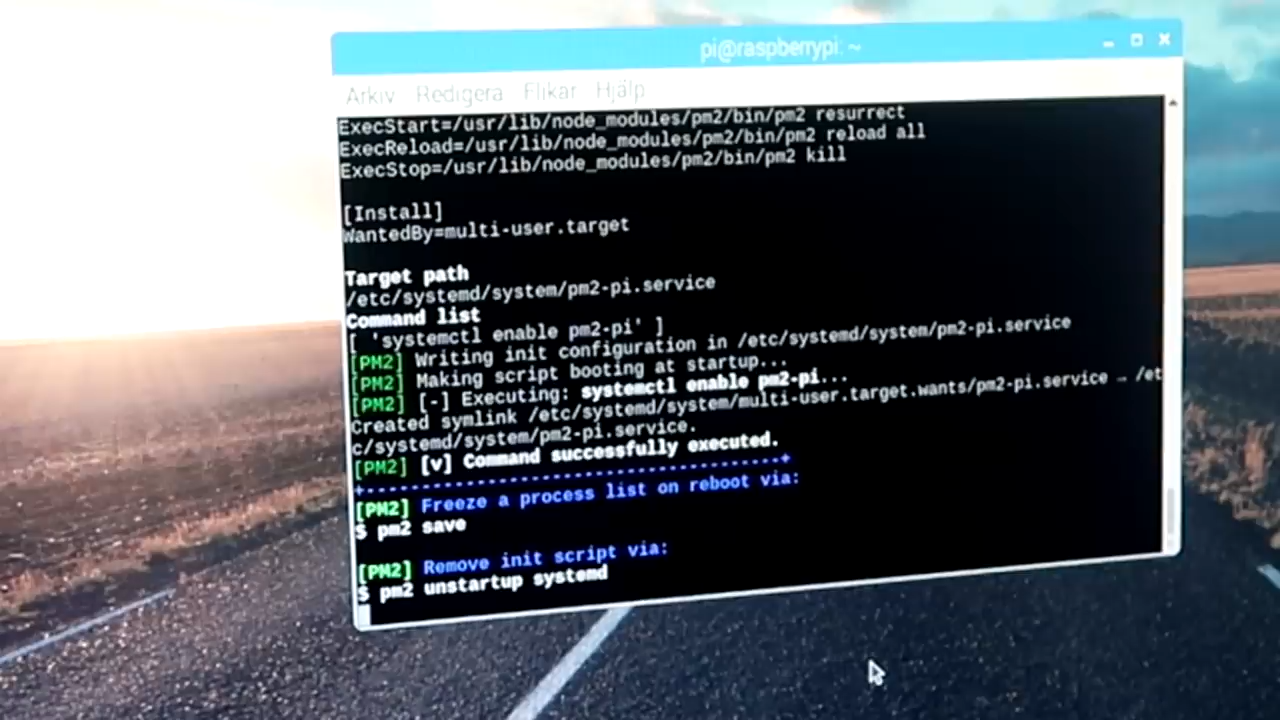 pi@raspberrypi: ~
Arkiv Redigera Flikar Hjälp
ExecStart=/usr/lib/node_modules/pm2/bin/pm2 resurrect
ExecReload=/usr/lib/node_modules/pm2/bin/pm2 reload all
ExecStop=/usr/lib/node_modules/pm2/bin/pm2 kill
[Install]
WantedBy=multi-user.target
Target path
/etc/systemd/system/pm2-pi.service
Command list
[ 'systemctl enable pm2-pi' ]
[PM2] Writing init configuration in /etc/systemd/system/pm2-pi.service
[PM2] Making script booting at startup...
[PM2] [-] Executing: systemctl enable pm2-pi...
Created symlink /etc/systemd/system/multi-user.target.wants/pm2-pi.service → /et
c/systemd/system/pm2-pi.service.
[PM2] [v] Command successfully executed.
+---------------------------------------+
[PM2] Freeze a process list on reboot via:
$ pm2 save
[PM2] Remove init script via:
$ pm2 unstartup systemd